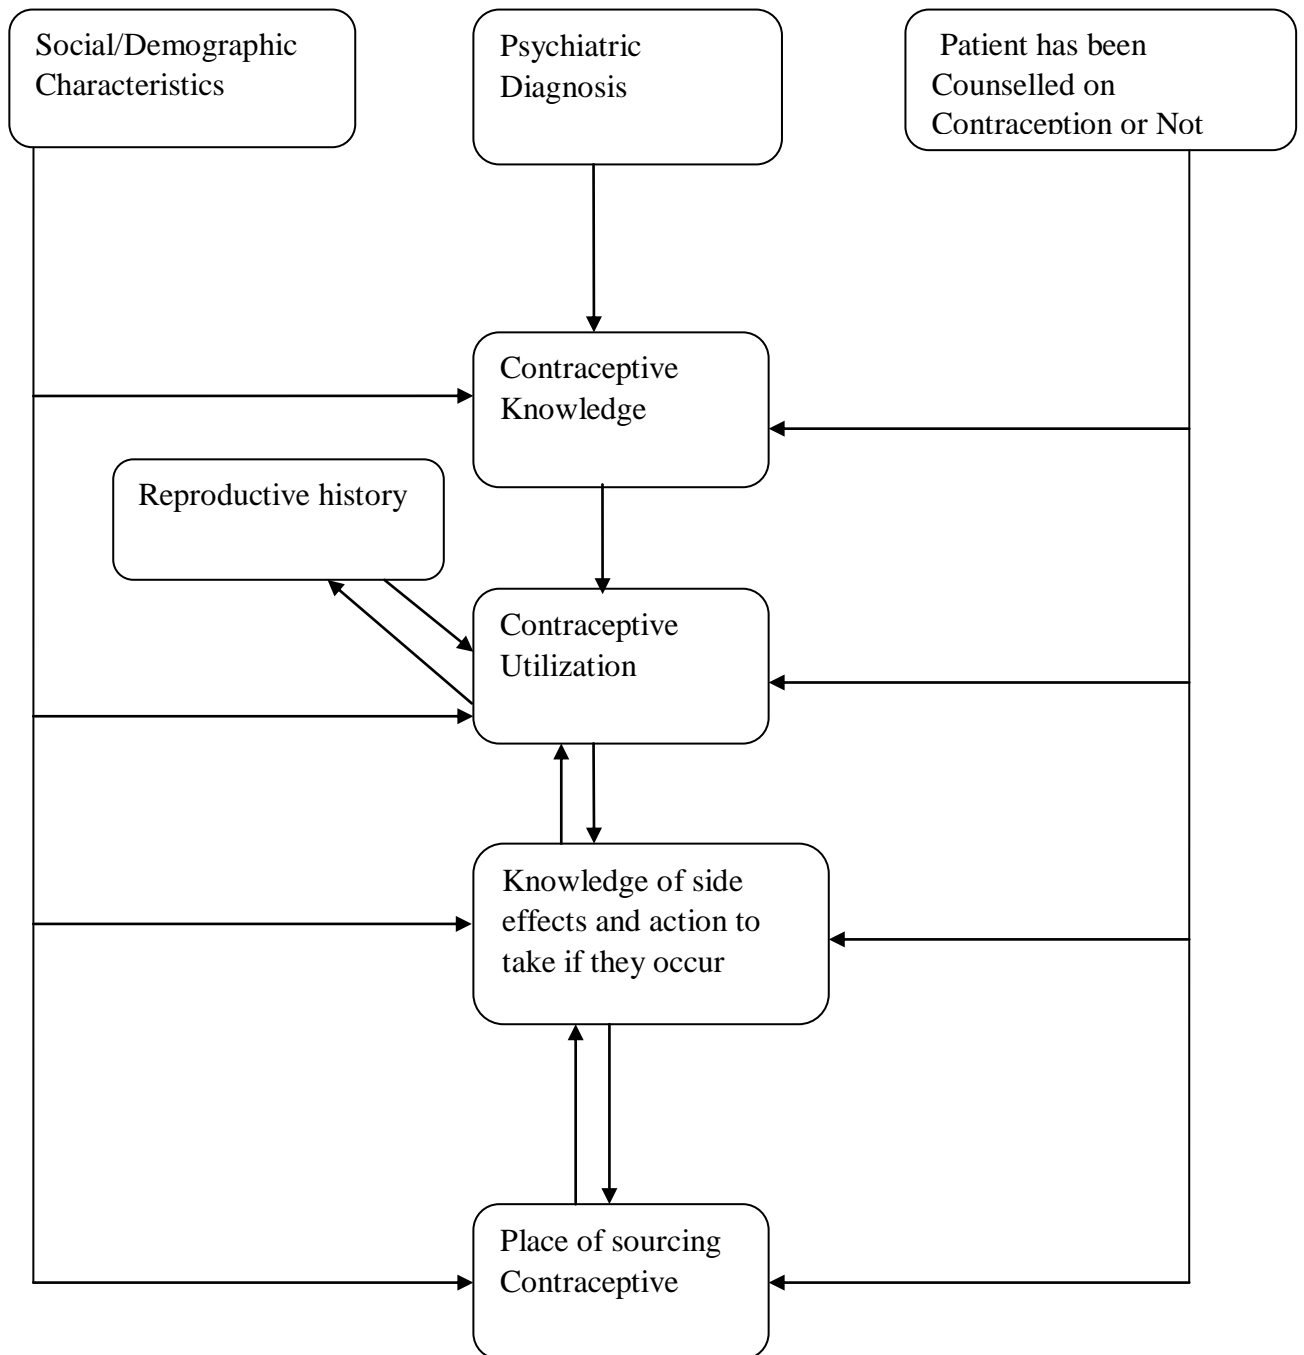 Social/Demographic
Characteristics
Psychiatric
Diagnosis
Patient has been
Counselled on
Contraception or Not
Contraceptive
Knowledge
Reproductive history
Contraceptive
Utilization
Knowledge of side
effects and action to
take if they occur
Place of sourcing
Contraceptive